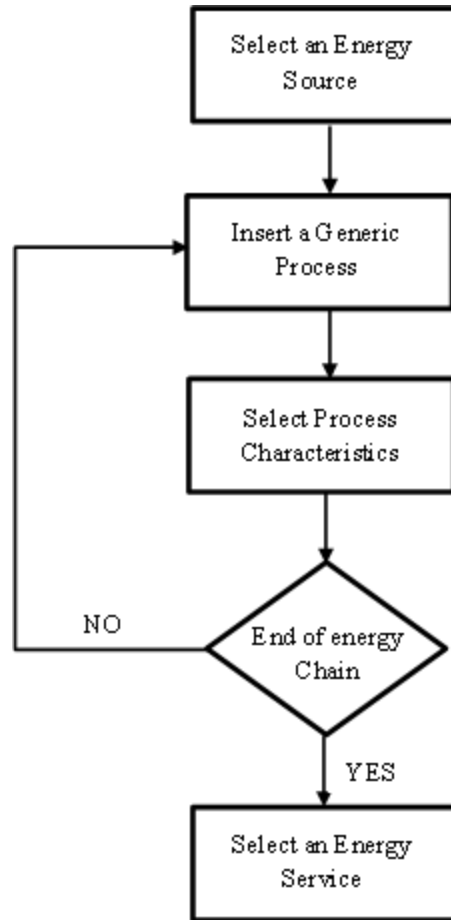 Select an Energy
Source
Insert a Generic
Process
Select Process
Characteristics
End of energy
Chain
NO
YES
Select an Energy
Service